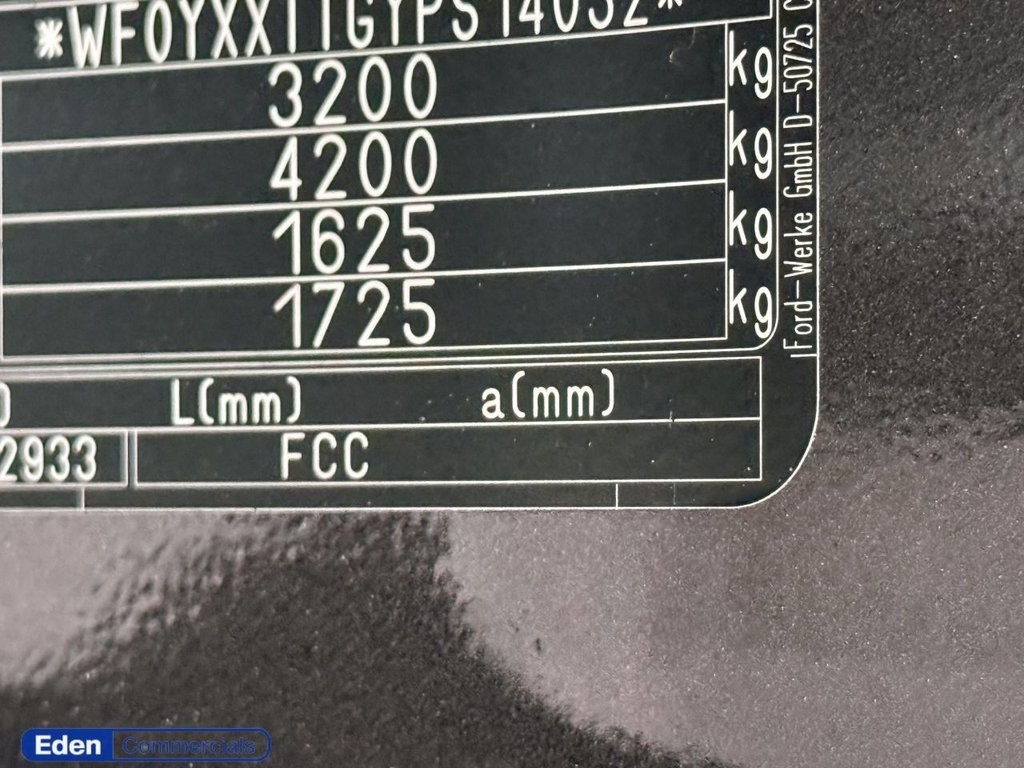 *WF0YXXTTGYPS14032*
3200 kg
4200 kg
1625 kg
1725 kg
L(mm) a(mm)
2933 FCC
Ford-Werke GmbH D-50725
Eden Commercials